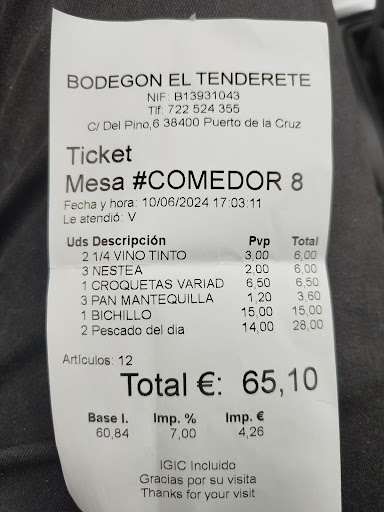 BODEGON EL TENDERETE
NIF: B13931043
Tlf: 722 524 355
C/ Del Pino,6 38400 Puerto de la Cruz
Ticket
Mesa #COMEDOR 8
Fecha y hora: 10/06/2024 17:03:11
Le atendió: V
Uds Descripción Pvp Total
2 1/4 VINO TINTO 3,00 6,00
3 NESTEA 2,00 6,00
1 CROQUETAS VARIAD 6,50 6,50
3 PAN MANTEQUILLA 1,20 3,60
1 BICHILLO 15,00 15,00
2 Pescado del dia 14,00 28,00
Artículos: 12
Total €: 65,10
Base I. Imp. % Imp. €
60,84 7,00 4,26
IGIC Incluido
Gracias por su visita
Thanks for your visit